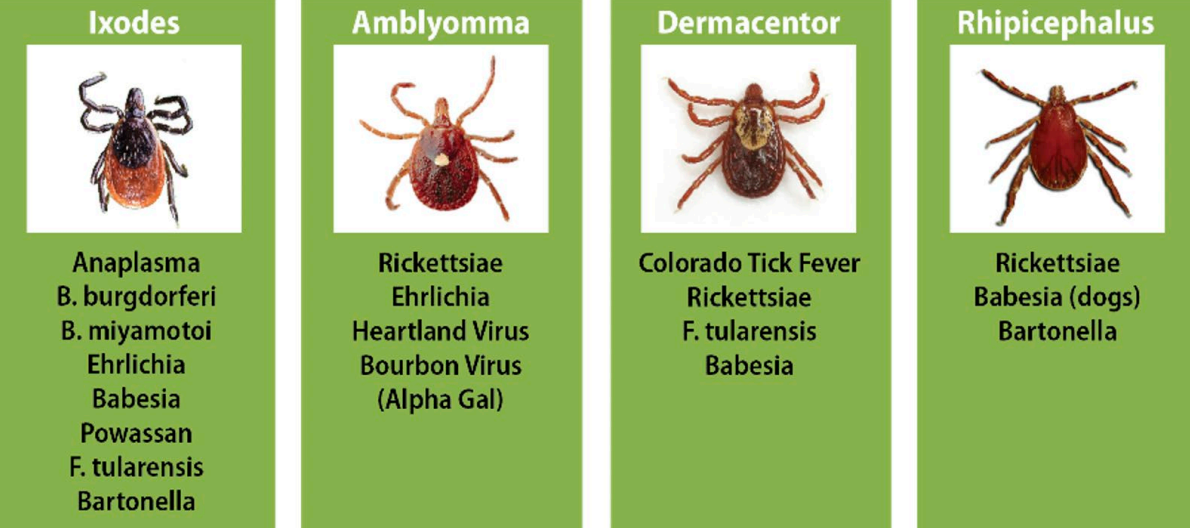 Ixodes
Anaplasma
B. burgdorferi
B. miyamotoi
Ehrlichia
Babesia
Powassan
F. tularensis
Bartonella
Amblyomma
Rickettsiae
Ehrlichia
Heartland Virus
Bourbon Virus
(Alpha Gal)
Dermacentor
Colorado Tick Fever
Rickettsiae
F. tularensis
Babesia
Rhipicephalus
Rickettsiae
Babesia (dogs)
Bartonella